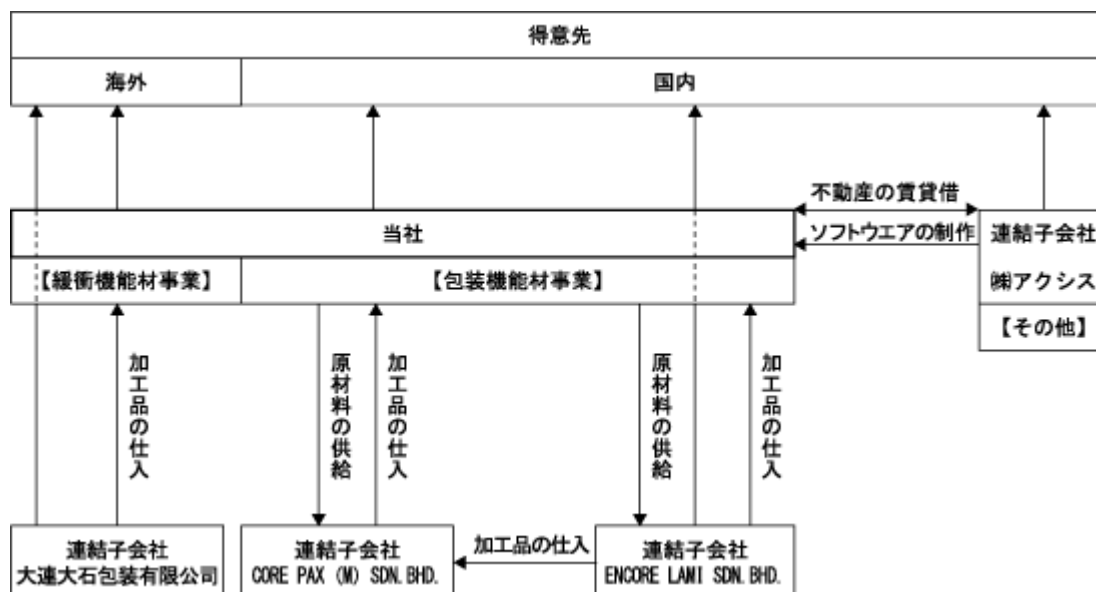 得意先
海外
国内
不動産の賃貸借
当社
ソフトウエアの制作
連結子会社
㈱アクシス
【緩衝機能材事業】
【包装機能材事業】
【その他】
加工品の仕入
原材料の供給
加工品の仕入
原材料の供給
加工品の仕入
連結子会社
大連大石包装有限公司
連結子会社
CORE PAX (M) SDN.BHD.
加工品の仕入
連結子会社
ENCORE LAMI SDN.BHD.